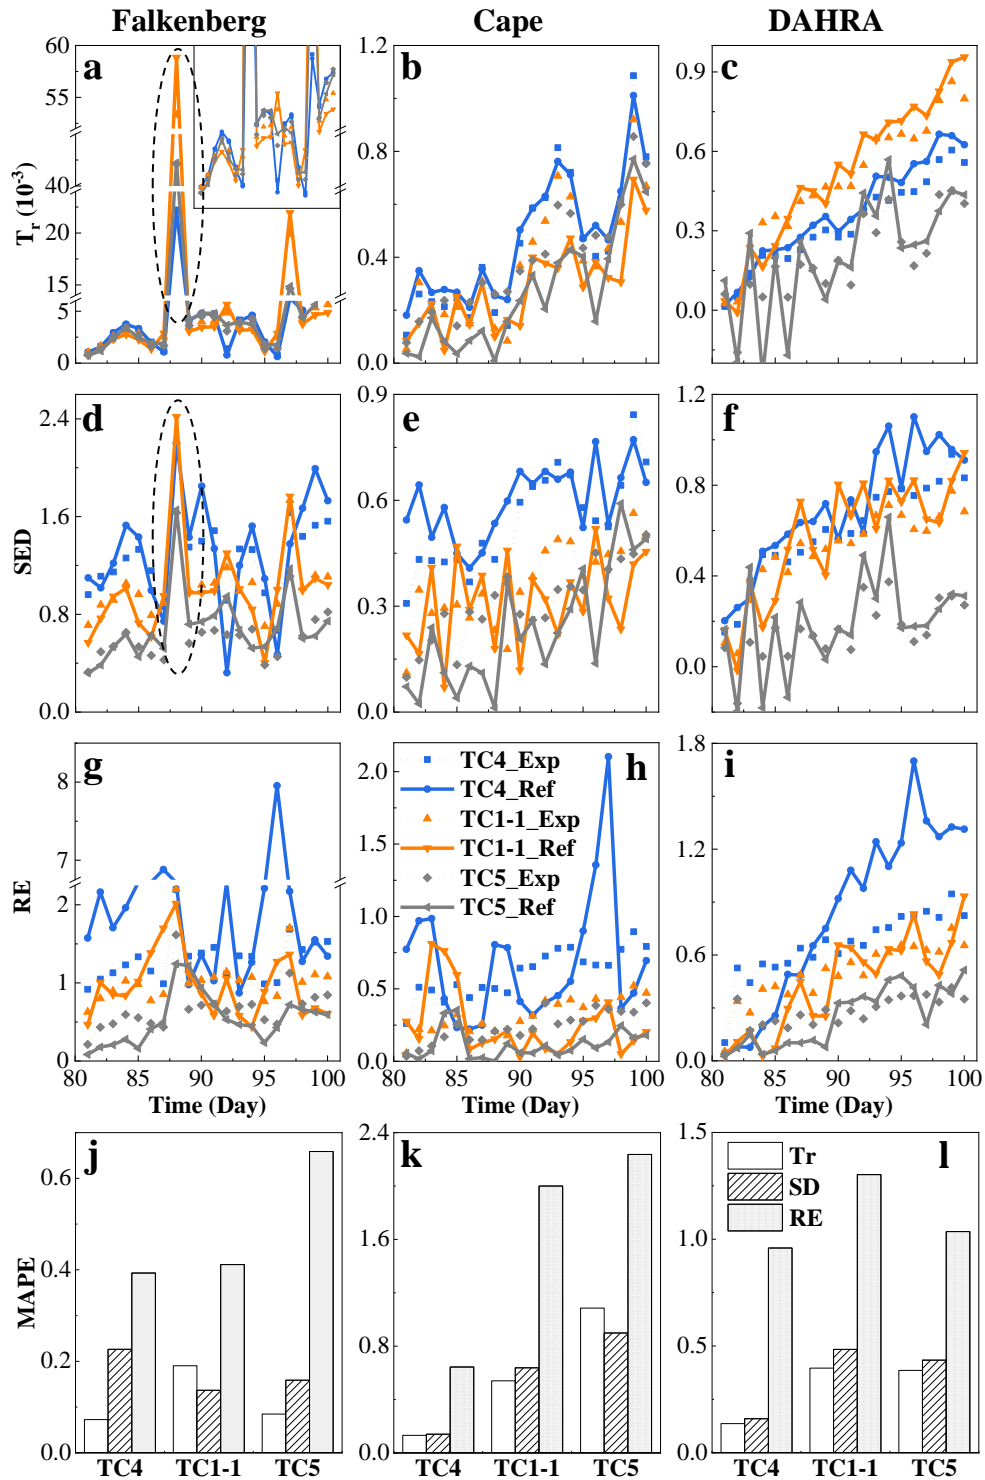 Falkenberg Cape DAHRA
a b c
60
55
40
20
15
5
0
T_r (10^-3)
1.2
0.8
0.4
0.0
0.9
0.6
0.3
0.0
d e f
SED
2.4
1.6
0.8
0.0
0.9
0.6
0.3
0.0
1.2
0.8
0.4
0.0
g h i
RE
8
7
2
1
0
2.0
1.5
1.0
0.5
0.0
1.8
1.2
0.6
0.0
TC4_Exp
TC4_Ref
TC1-1_Exp
TC1-1_Ref
TC5_Exp
TC5_Ref
80 85 90 95 100 80 85 90 95 100 80 85 90 95 100
Time (Day) Time (Day) Time (Day)
j k l
MAPE
0.6
0.4
0.2
0.0
2.4
1.6
0.8
0.0
1.5
1.0
0.5
0.0
Tr
SD
RE
TC4 TC1-1 TC5 TC4 TC1-1 TC5 TC4 TC1-1 TC5